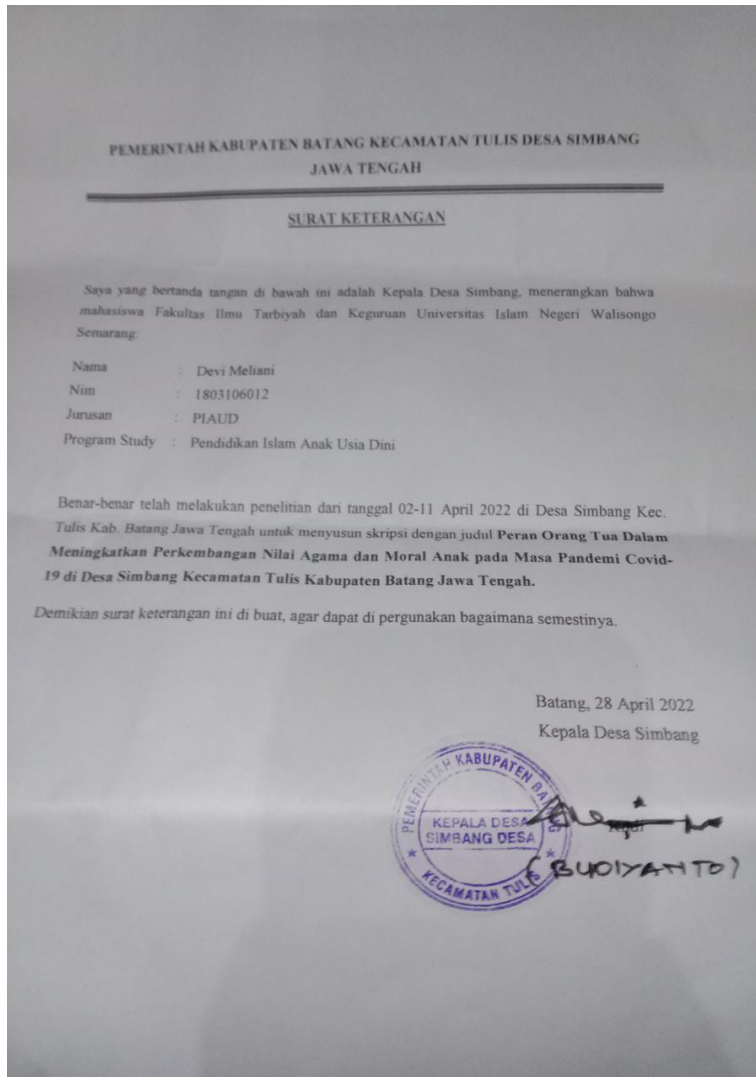 PEMERINTAH KABUPATEN BATANG KECAMATAN TULIS DESA SIMBANG
JAWA TENGAH
SURAT KETERANGAN
Saya yang bertanda tangan di bawah ini adalah Kepala Desa Simbang, menerangkan bahwa
mahasiswa Fakultas Ilmu Tarbiyah dan Keguruan Universitas Islam Negeri Walisongo
Semarang:
Nama : Devi Meliani
Nim : 1803106012
Jurusan : PIAUD
Program Study : Pendidikan Islam Anak Usia Dini
Benar-benar telah melakukan penelitian dari tanggal 02-11 April 2022 di Desa Simbang Kec.
Tulis Kab. Batang Jawa Tengah untuk menyusun skripsi dengan judul Peran Orang Tua Dalam
Meningkatkan Perkembangan Nilai Agama dan Moral Anak pada Masa Pandemi Covid-
19 di Desa Simbang Kecamatan Tulis Kabupaten Batang Jawa Tengah.
Demikian surat keterangan ini di buat, agar dapat di pergunakan bagaimana semestinya.
Batang, 28 April 2022
Kepala Desa Simbang
PEMERINTAH KABUPATEN BATANG
KEPALA DESA
SIMBANG DESA
KECAMATAN TULIS
(BUDIYANTO)